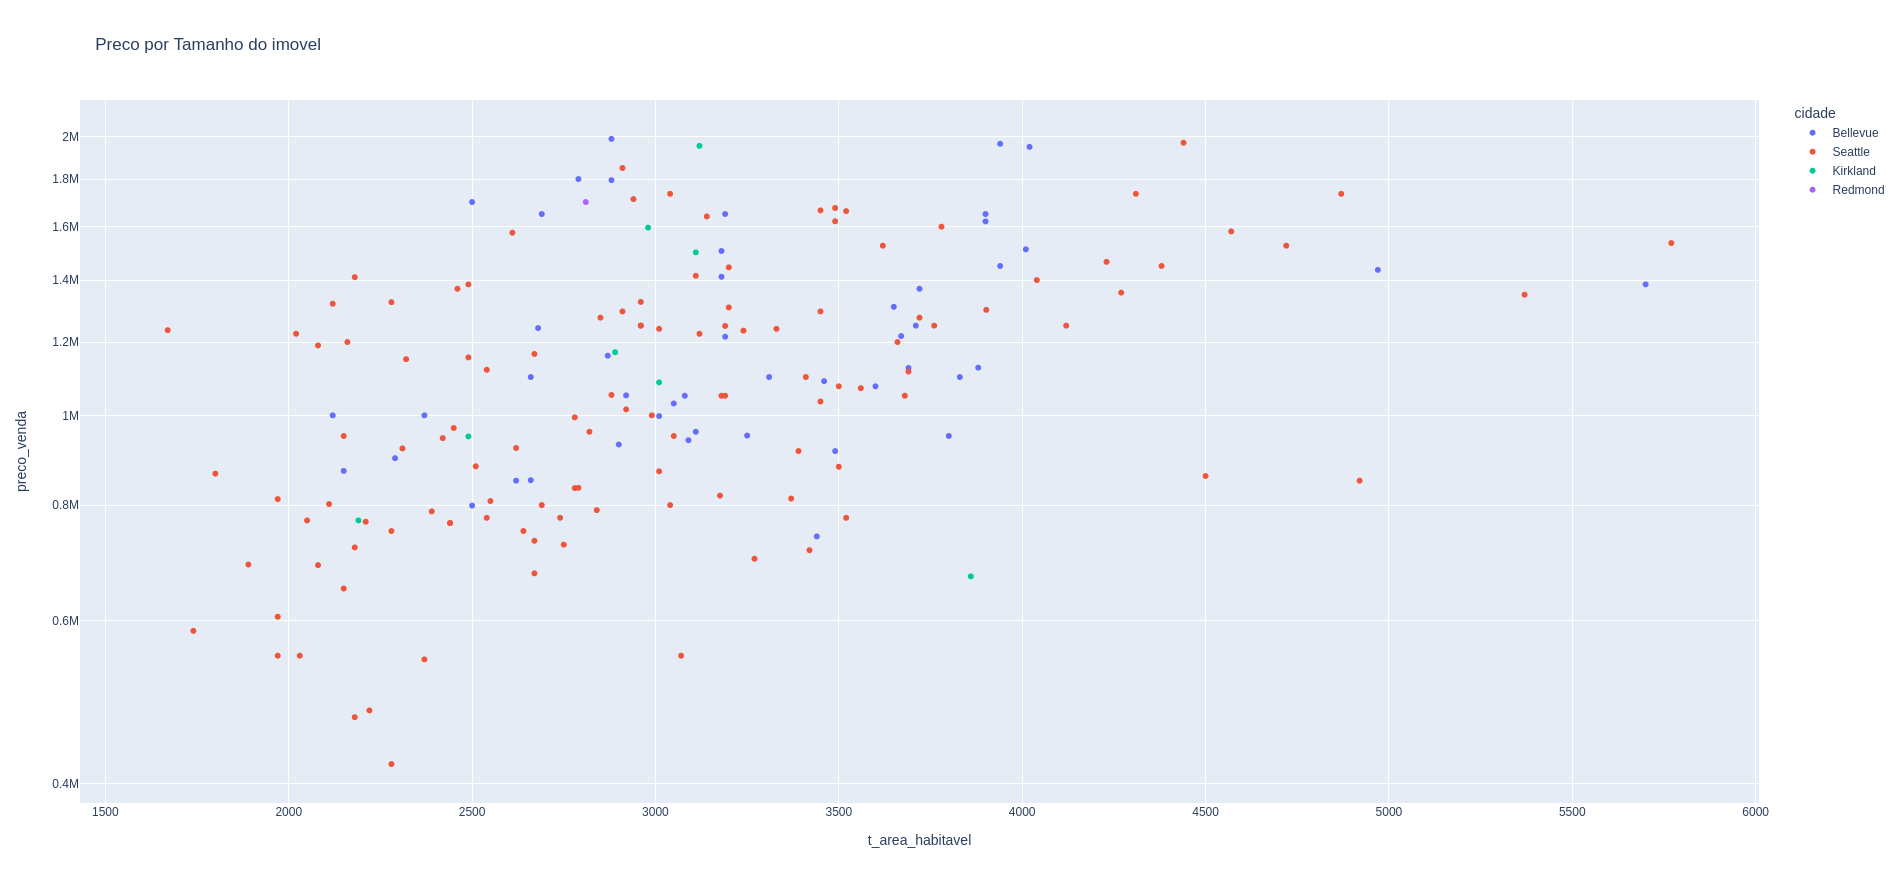 Preco por Tamanho do imovel
cidade
Bellevue
Seattle
Kirkland
Redmond
preco_venda
2M
1.8M
1.6M
1.4M
1.2M
1M
0.8M
0.6M
0.4M
1500 2000 2500 3000 3500 4000 4500 5000 5500 6000
t_area_habitavel